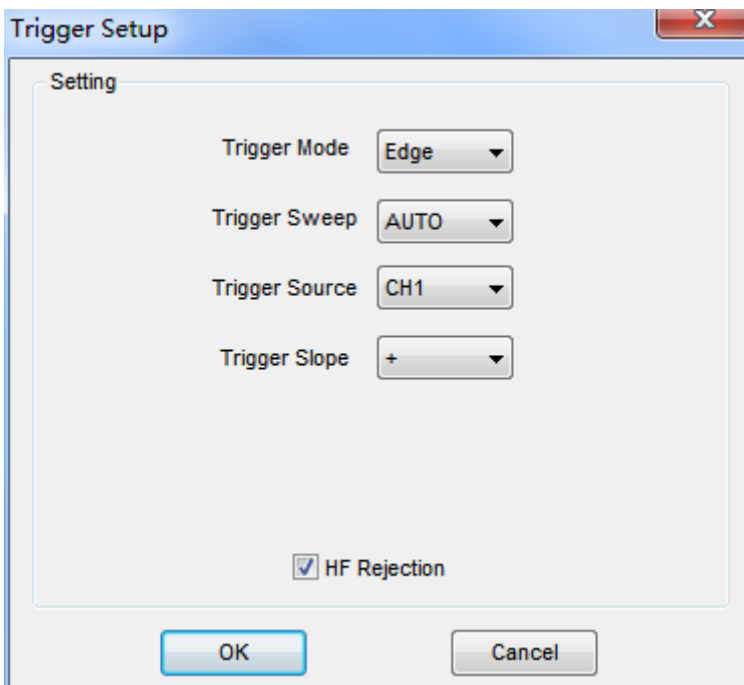 Trigger Setup
Setting
Trigger Mode Edge
Trigger Sweep AUTO
Trigger Source CH1
Trigger Slope +
HF Rejection
OK Cancel